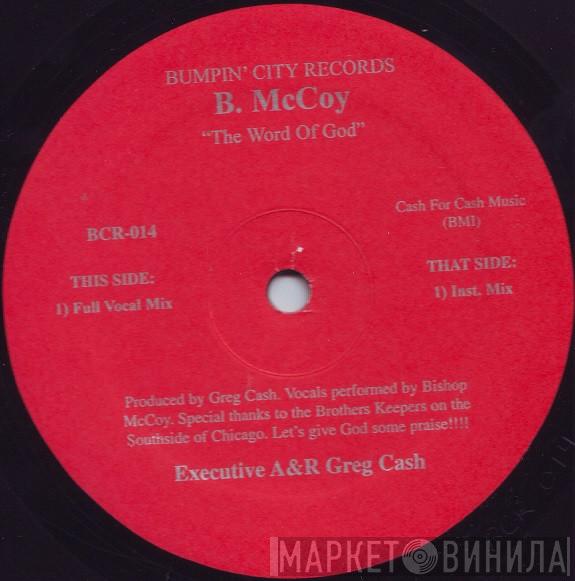 BUMPIN' CITY RECORDS
B. McCoy
"The Word Of God"
Cash For Cash Music
(BMI)
BCR-014
THIS SIDE:
1) Full Vocal Mix
THAT SIDE:
1) Inst. Mix
Produced by Greg Cash. Vocals performed by Bishop
McCoy. Special thanks to the Brothers Keepers on the
Southside of Chicago. Let's give God some praise!!!!
Executive A&R Greg Cash
МАРКЕТ ВИНИЛА